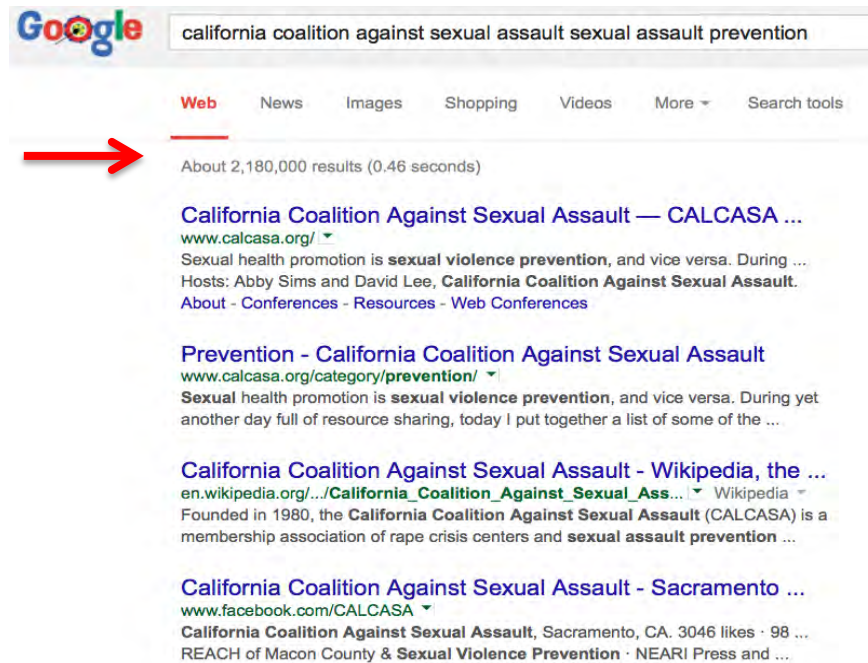 Google
california coalition against sexual assault sexual assault prevention
Web News Images Shopping Videos More Search tools
About 2,180,000 results (0.46 seconds)
California Coalition Against Sexual Assault — CALCASA ...
www.calcasa.org/
Sexual health promotion is sexual violence prevention, and vice versa. During ...
Hosts: Abby Sims and David Lee, California Coalition Against Sexual Assault.
About - Conferences - Resources - Web Conferences
Prevention - California Coalition Against Sexual Assault
www.calcasa.org/category/prevention/
Sexual health promotion is sexual violence prevention, and vice versa. During yet
another day full of resource sharing, today I put together a list of some of the ...
California Coalition Against Sexual Assault - Wikipedia, the ...
en.wikipedia.org/.../California_Coalition_Against_Sexual_Ass... Wikipedia
Founded in 1980, the California Coalition Against Sexual Assault (CALCASA) is a
membership association of rape crisis centers and sexual assault prevention ...
California Coalition Against Sexual Assault - Sacramento ...
www.facebook.com/CALCASA
California Coalition Against Sexual Assault, Sacramento, CA. 3046 likes · 98 ...
REACH of Macon County & Sexual Violence Prevention · NEARI Press and ...